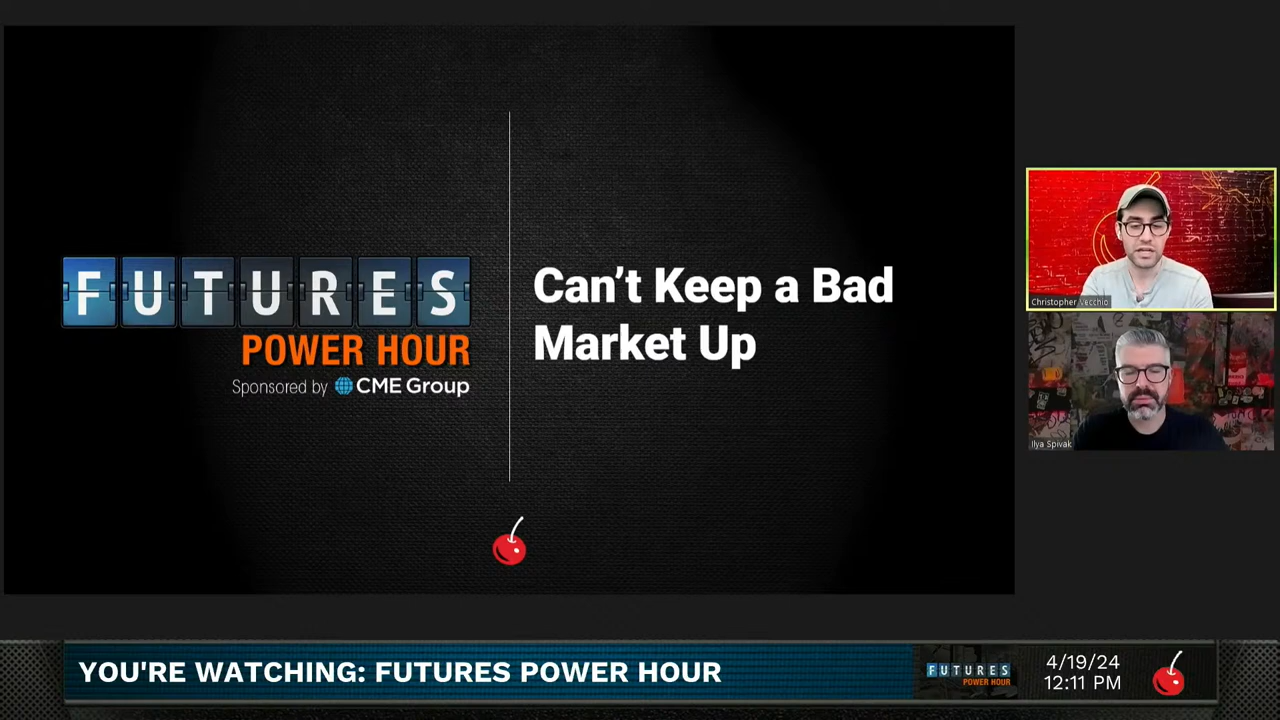 FUTURES
POWER HOUR
Sponsored by CME Group
Can't Keep a Bad
Market Up
Christopher Vecchio
Ilya Spivak
YOU'RE WATCHING: FUTURES POWER HOUR
FUTURES
POWER HOUR
4/19/24
12:11 PM